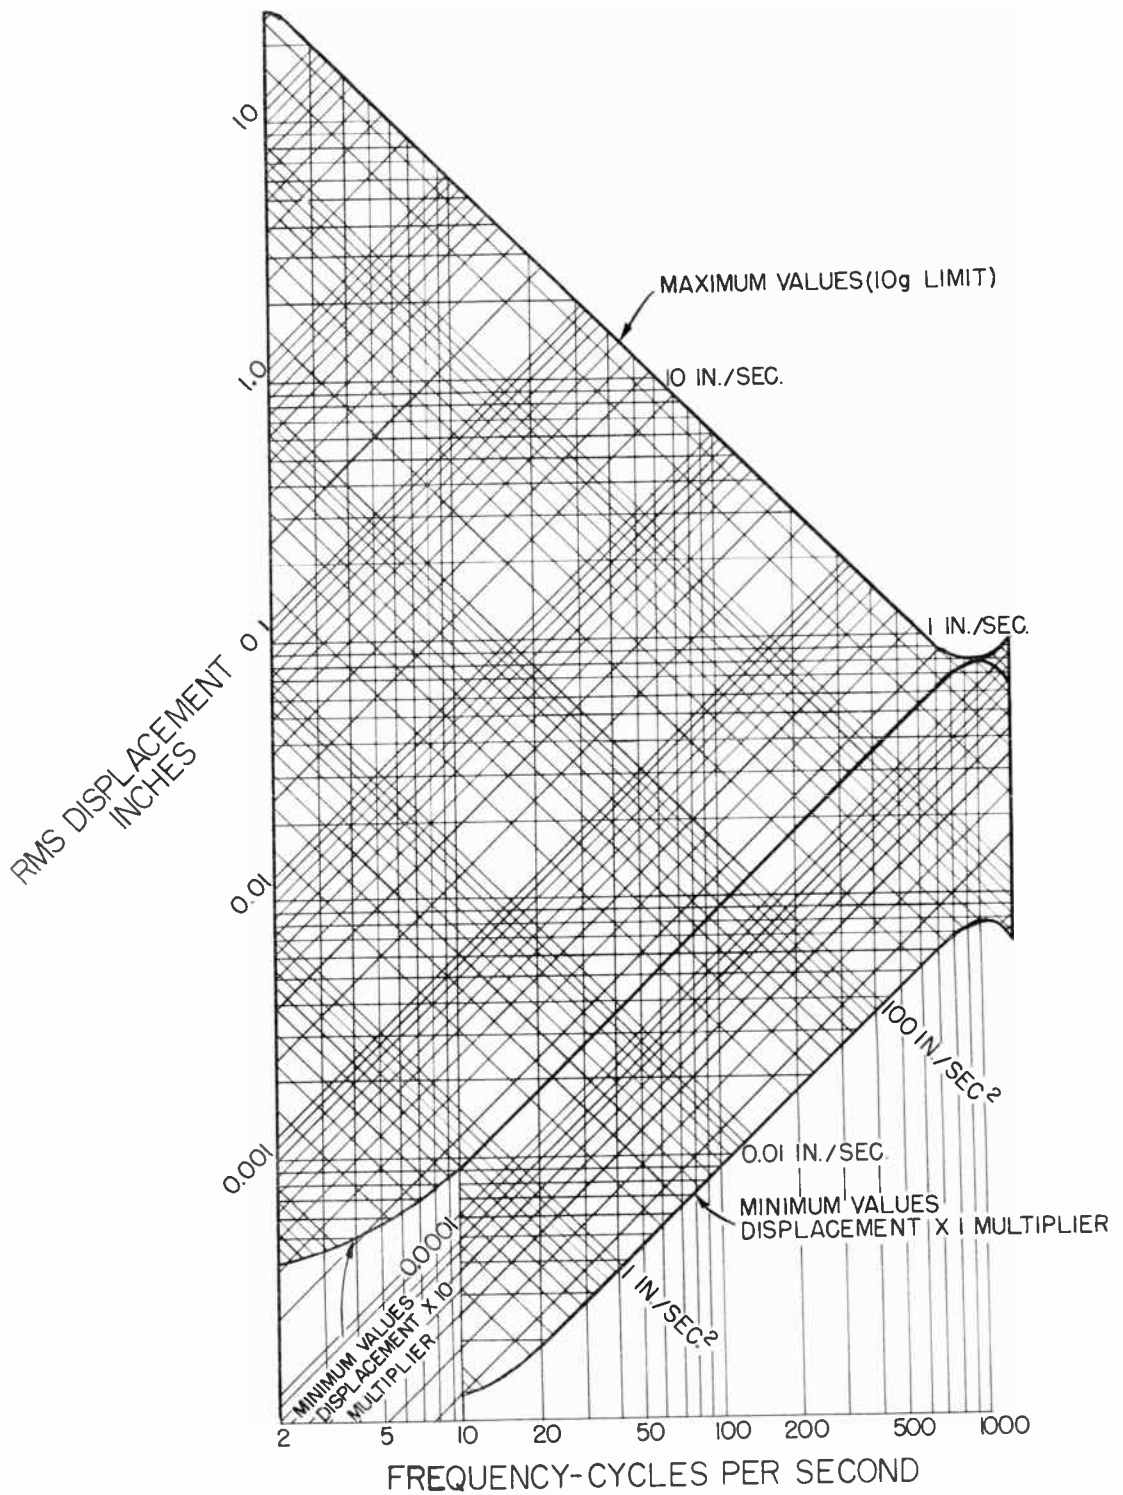 10
MAXIMUM VALUES (10g LIMIT)
1.0
10 IN./SEC.
0.1
1 IN./SEC.
RMS DISPLACEMENT
INCHES
0.01
100 IN./SEC²
0.001
0.01 IN./SEC.
MINIMUM VALUES
DISPLACEMENT X 1 MULTIPLIER
0.0001
MINIMUM VALUES
DISPLACEMENT X 10
MULTIPLIER
1 IN./SEC.²
2 5 10 20 50 100 200 500 1000
FREQUENCY-CYCLES PER SECOND